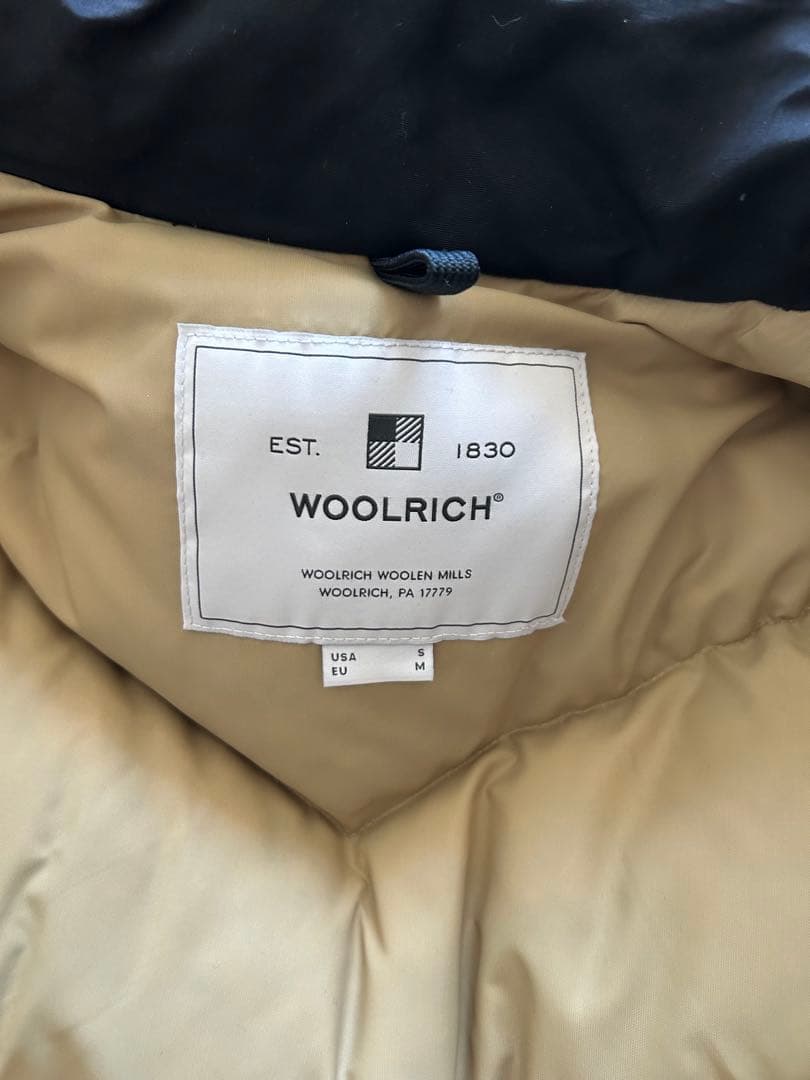 EST. 1830
WOOLRICH®
WOOLRICH WOOLEN MILLS
WOOLRICH, PA 17779
USA S
EU M